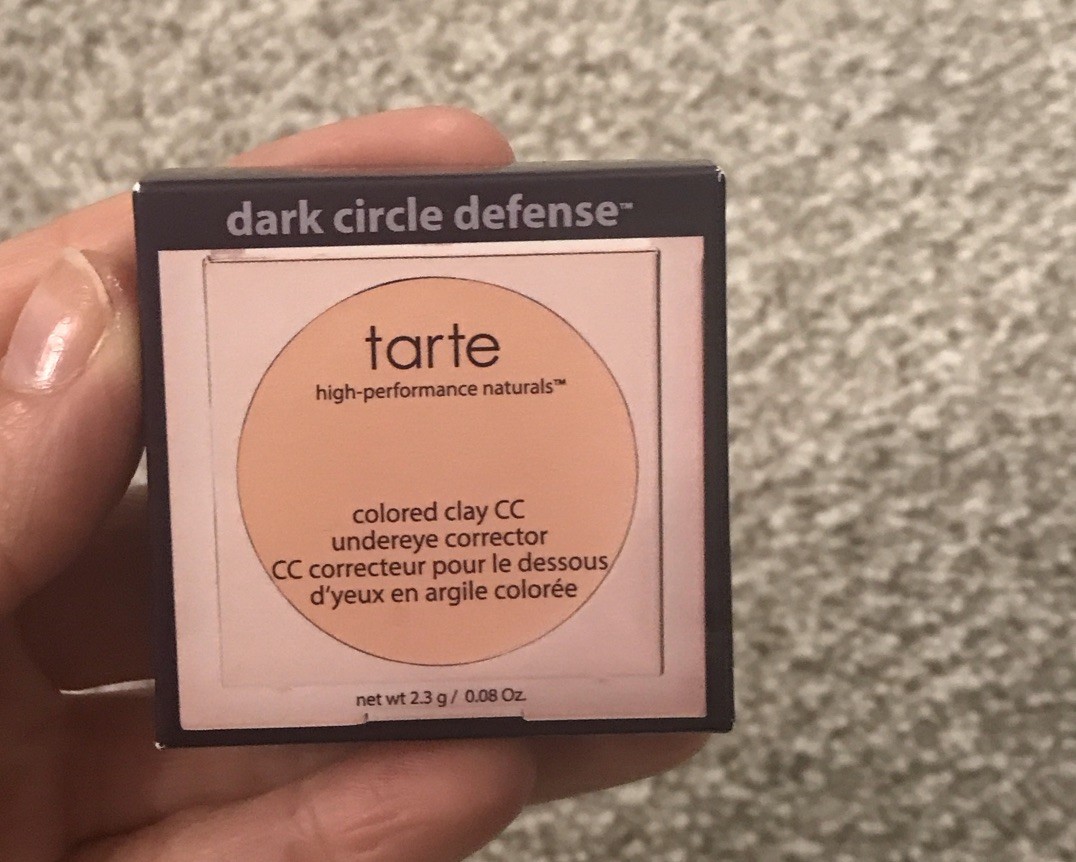 dark circle defense™
tarte
high-performance naturals™
colored clay CC
undereye corrector
CC correcteur pour le dessous
d'yeux en argile colorée
net wt 2.3 g / 0.08 Oz.